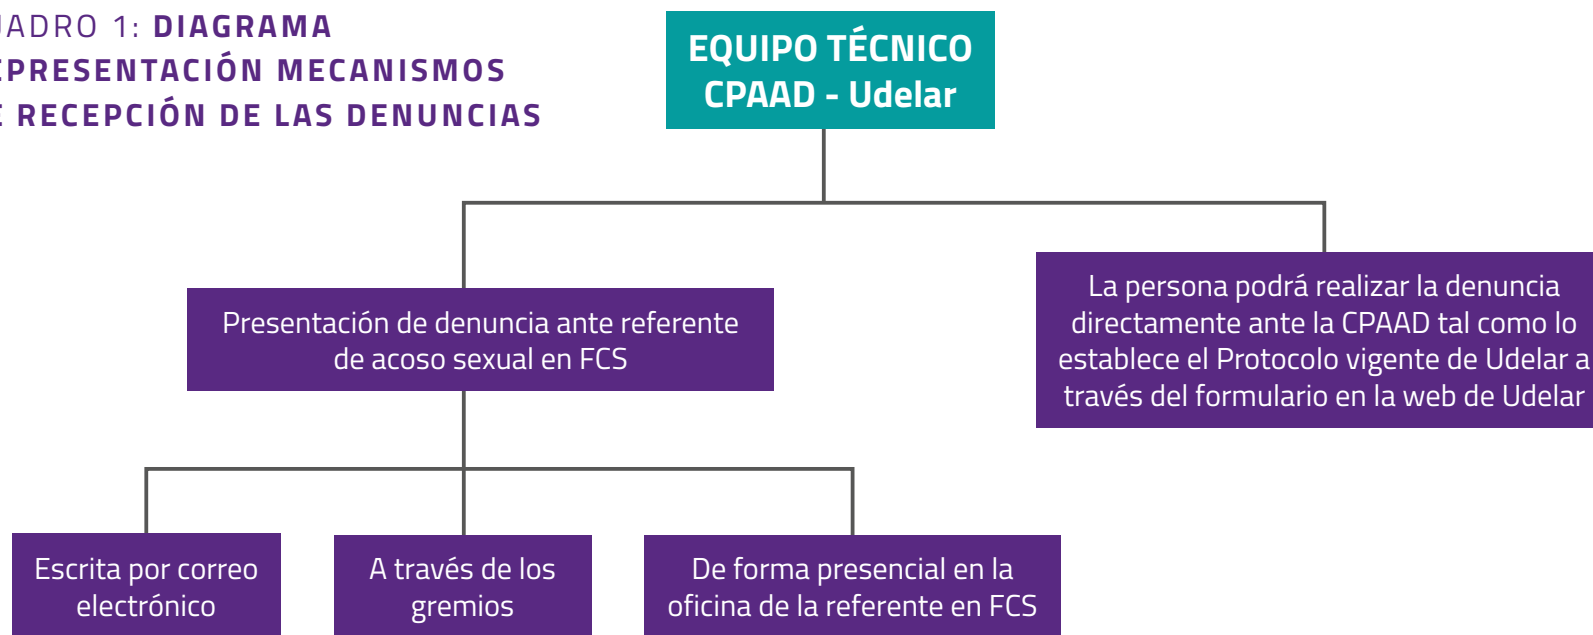 UADRO 1: DIAGRAMA
EPRESENTACIÓN MECANISMOS
E RECEPCIÓN DE LAS DENUNCIAS
EQUIPO TÉCNICO
CPAAD - Udelar
Presentación de denuncia ante referente
de acoso sexual en FCS
La persona podrá realizar la denuncia
directamente ante la CPAAD tal como lo
establece el Protocolo vigente de Udelar a
través del formulario en la web de Udelar
Escrita por correo
electrónico
A través de los
gremios
De forma presencial en la
oficina de la referente en FCS